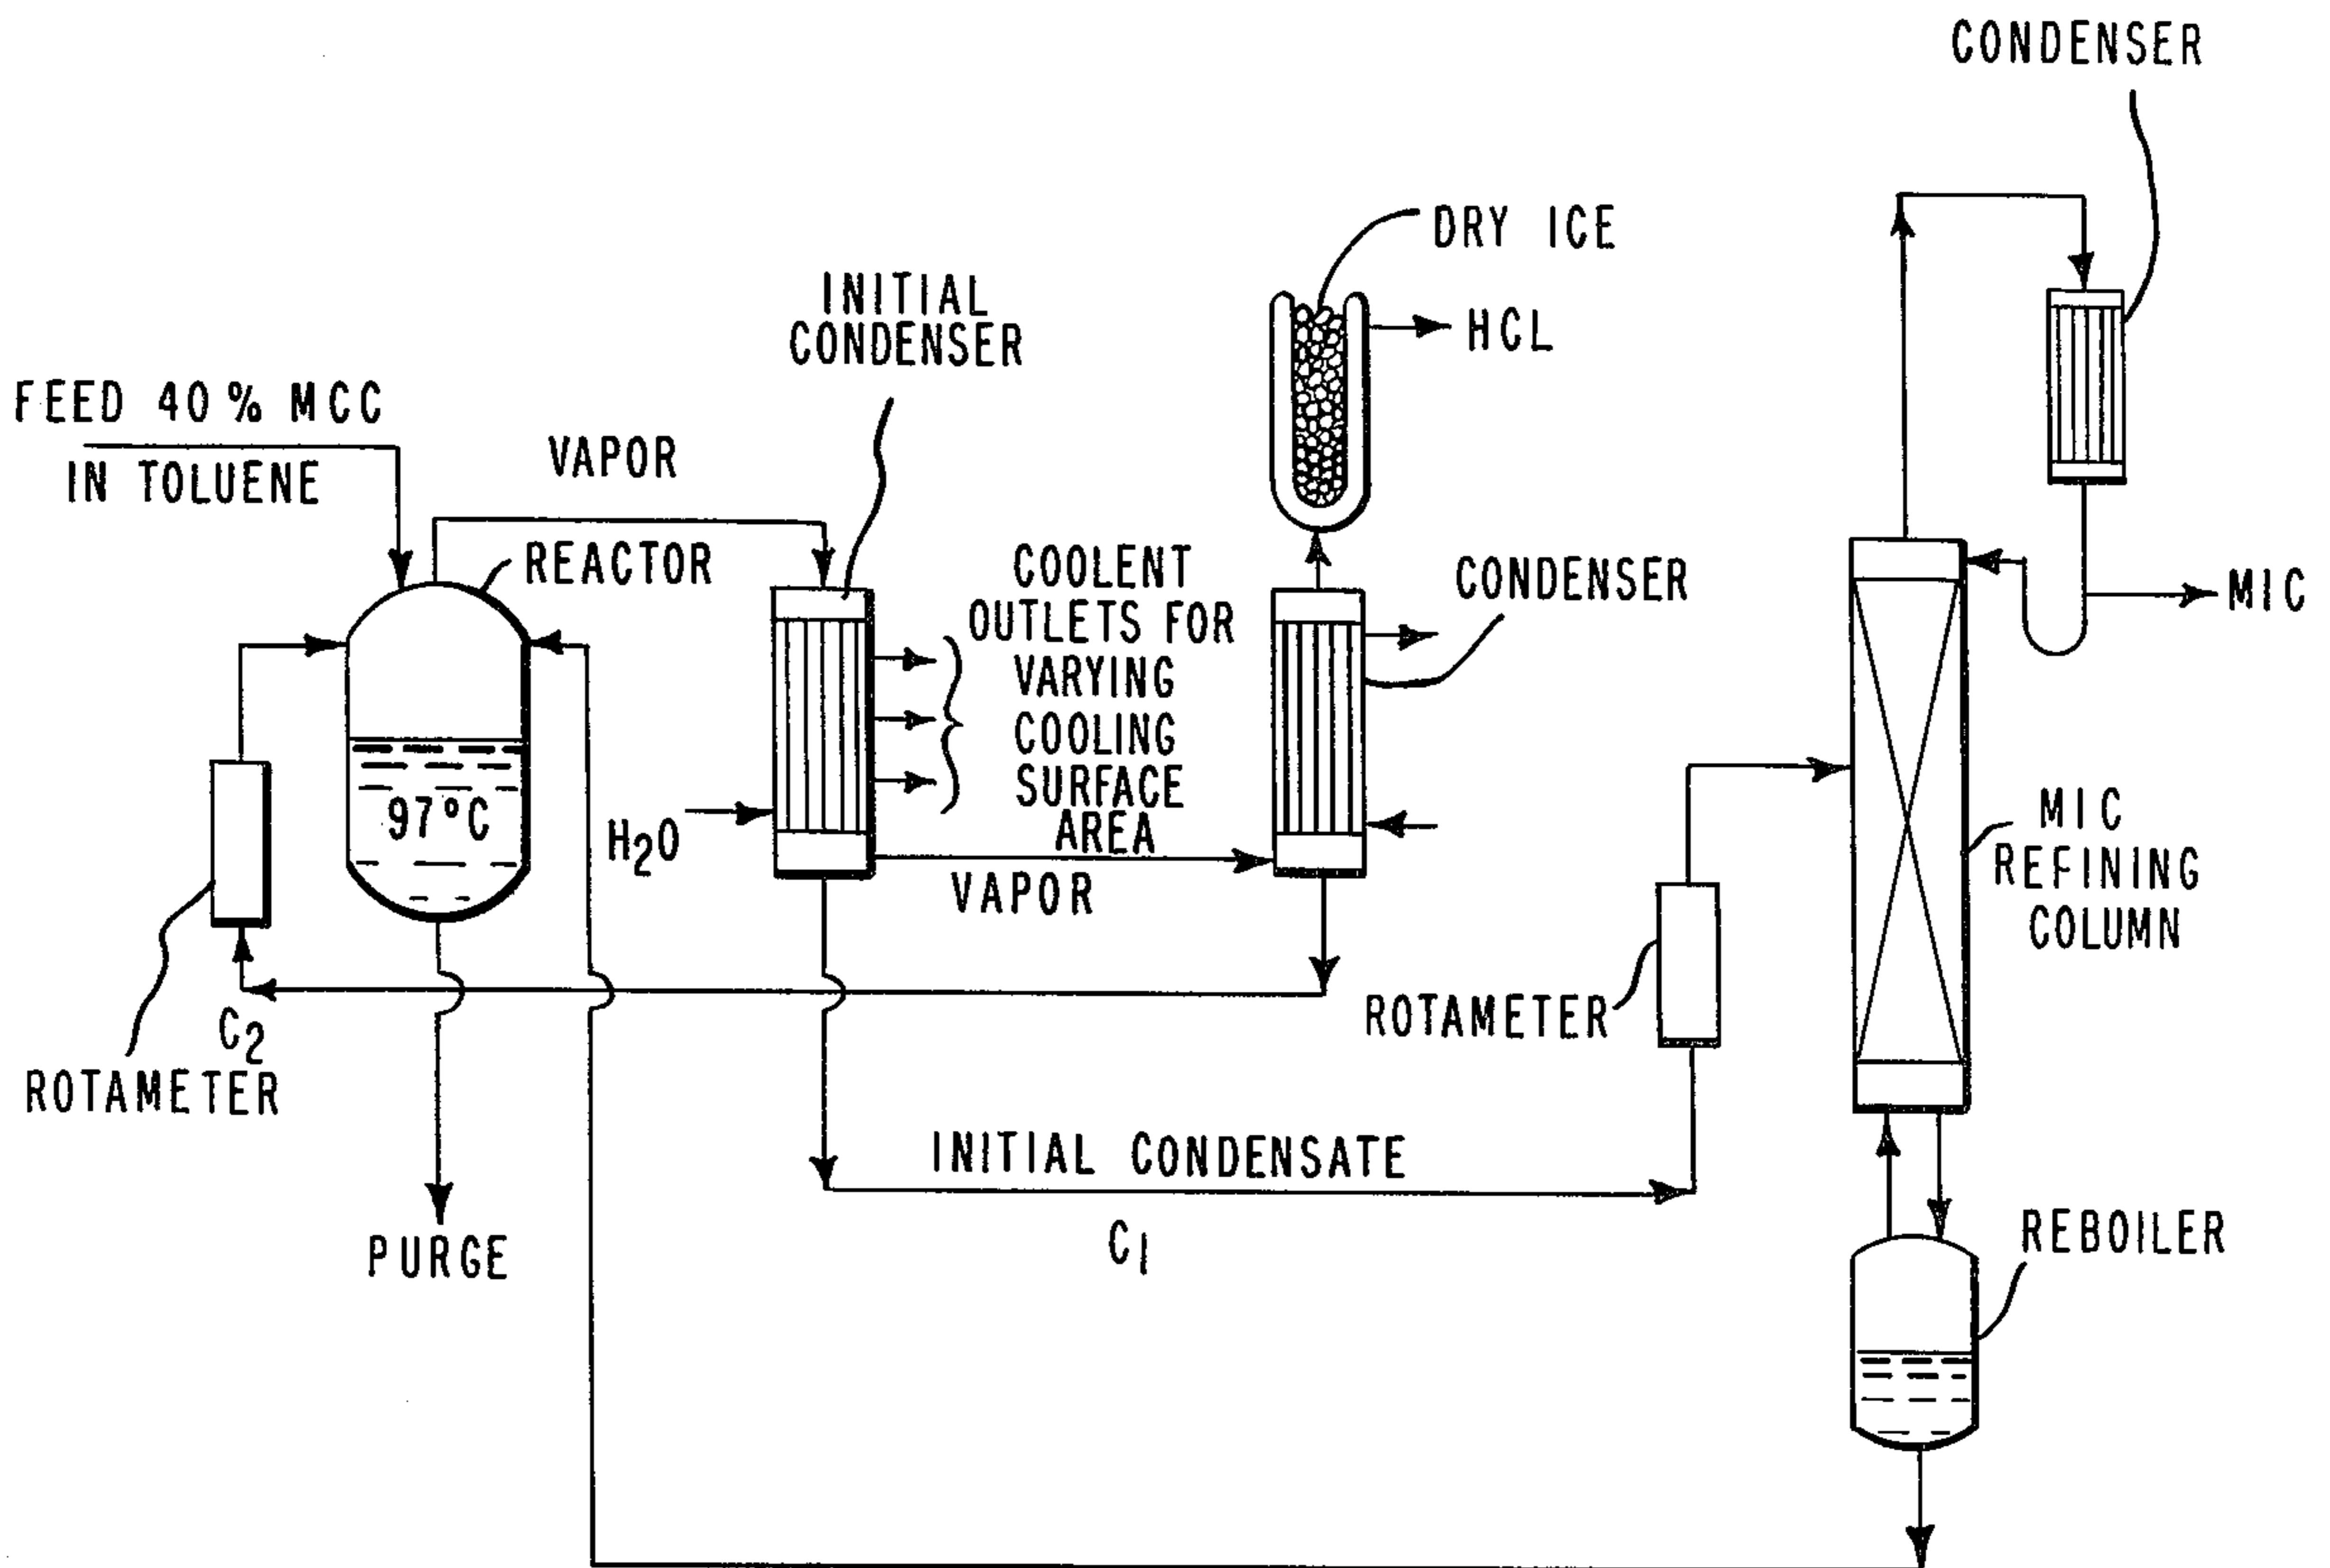 CONDENSER
DRY ICE
INITIAL
CONDENSER
HCL
FEED 40% MCC
IN TOLUENE
VAPOR
REACTOR
COOLENT
OUTLETS FOR
VARYING
COOLING
SURFACE
AREA
CONDENSER
MIC
97°C
H2O
VAPOR
MIC
REFINING
COLUMN
C2
ROTAMETER
ROTAMETER
INITIAL CONDENSATE
C1
PURGE
REBOILER